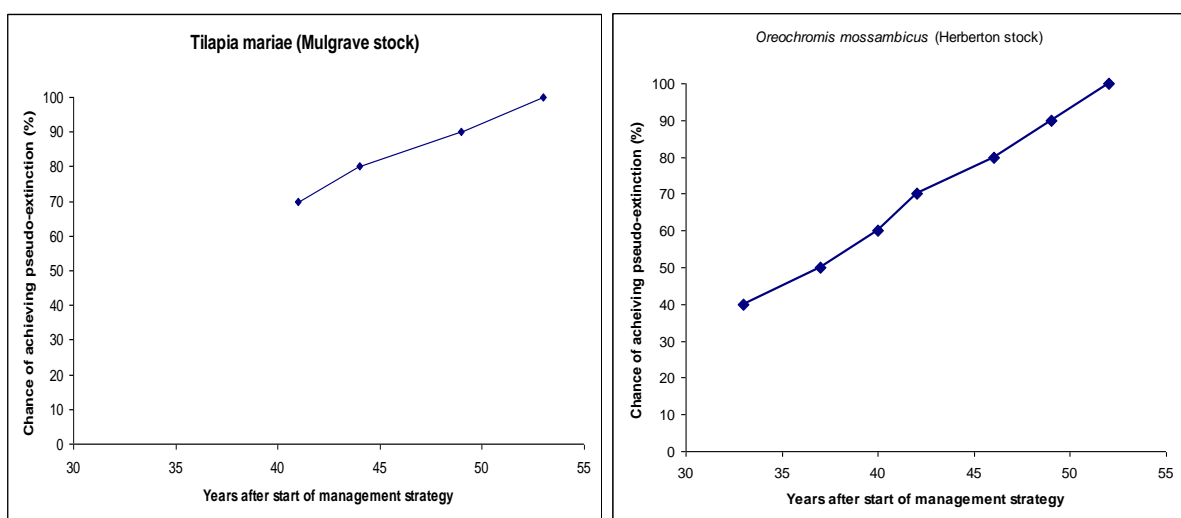 Tilapia mariae (Mulgrave stock)
Chance of achieving pseudo-extinction (%)
100
90
80
70
60
50
40
30
20
10
0
30 35 40 45 50 55
Years after start of management strategy
Oreochromis mossambicus (Herberton stock)
Chance of acheiving pseudo-extinction (%)
100
90
80
70
60
50
40
30
20
10
0
30 35 40 45 50 55
Years after start of management strategy